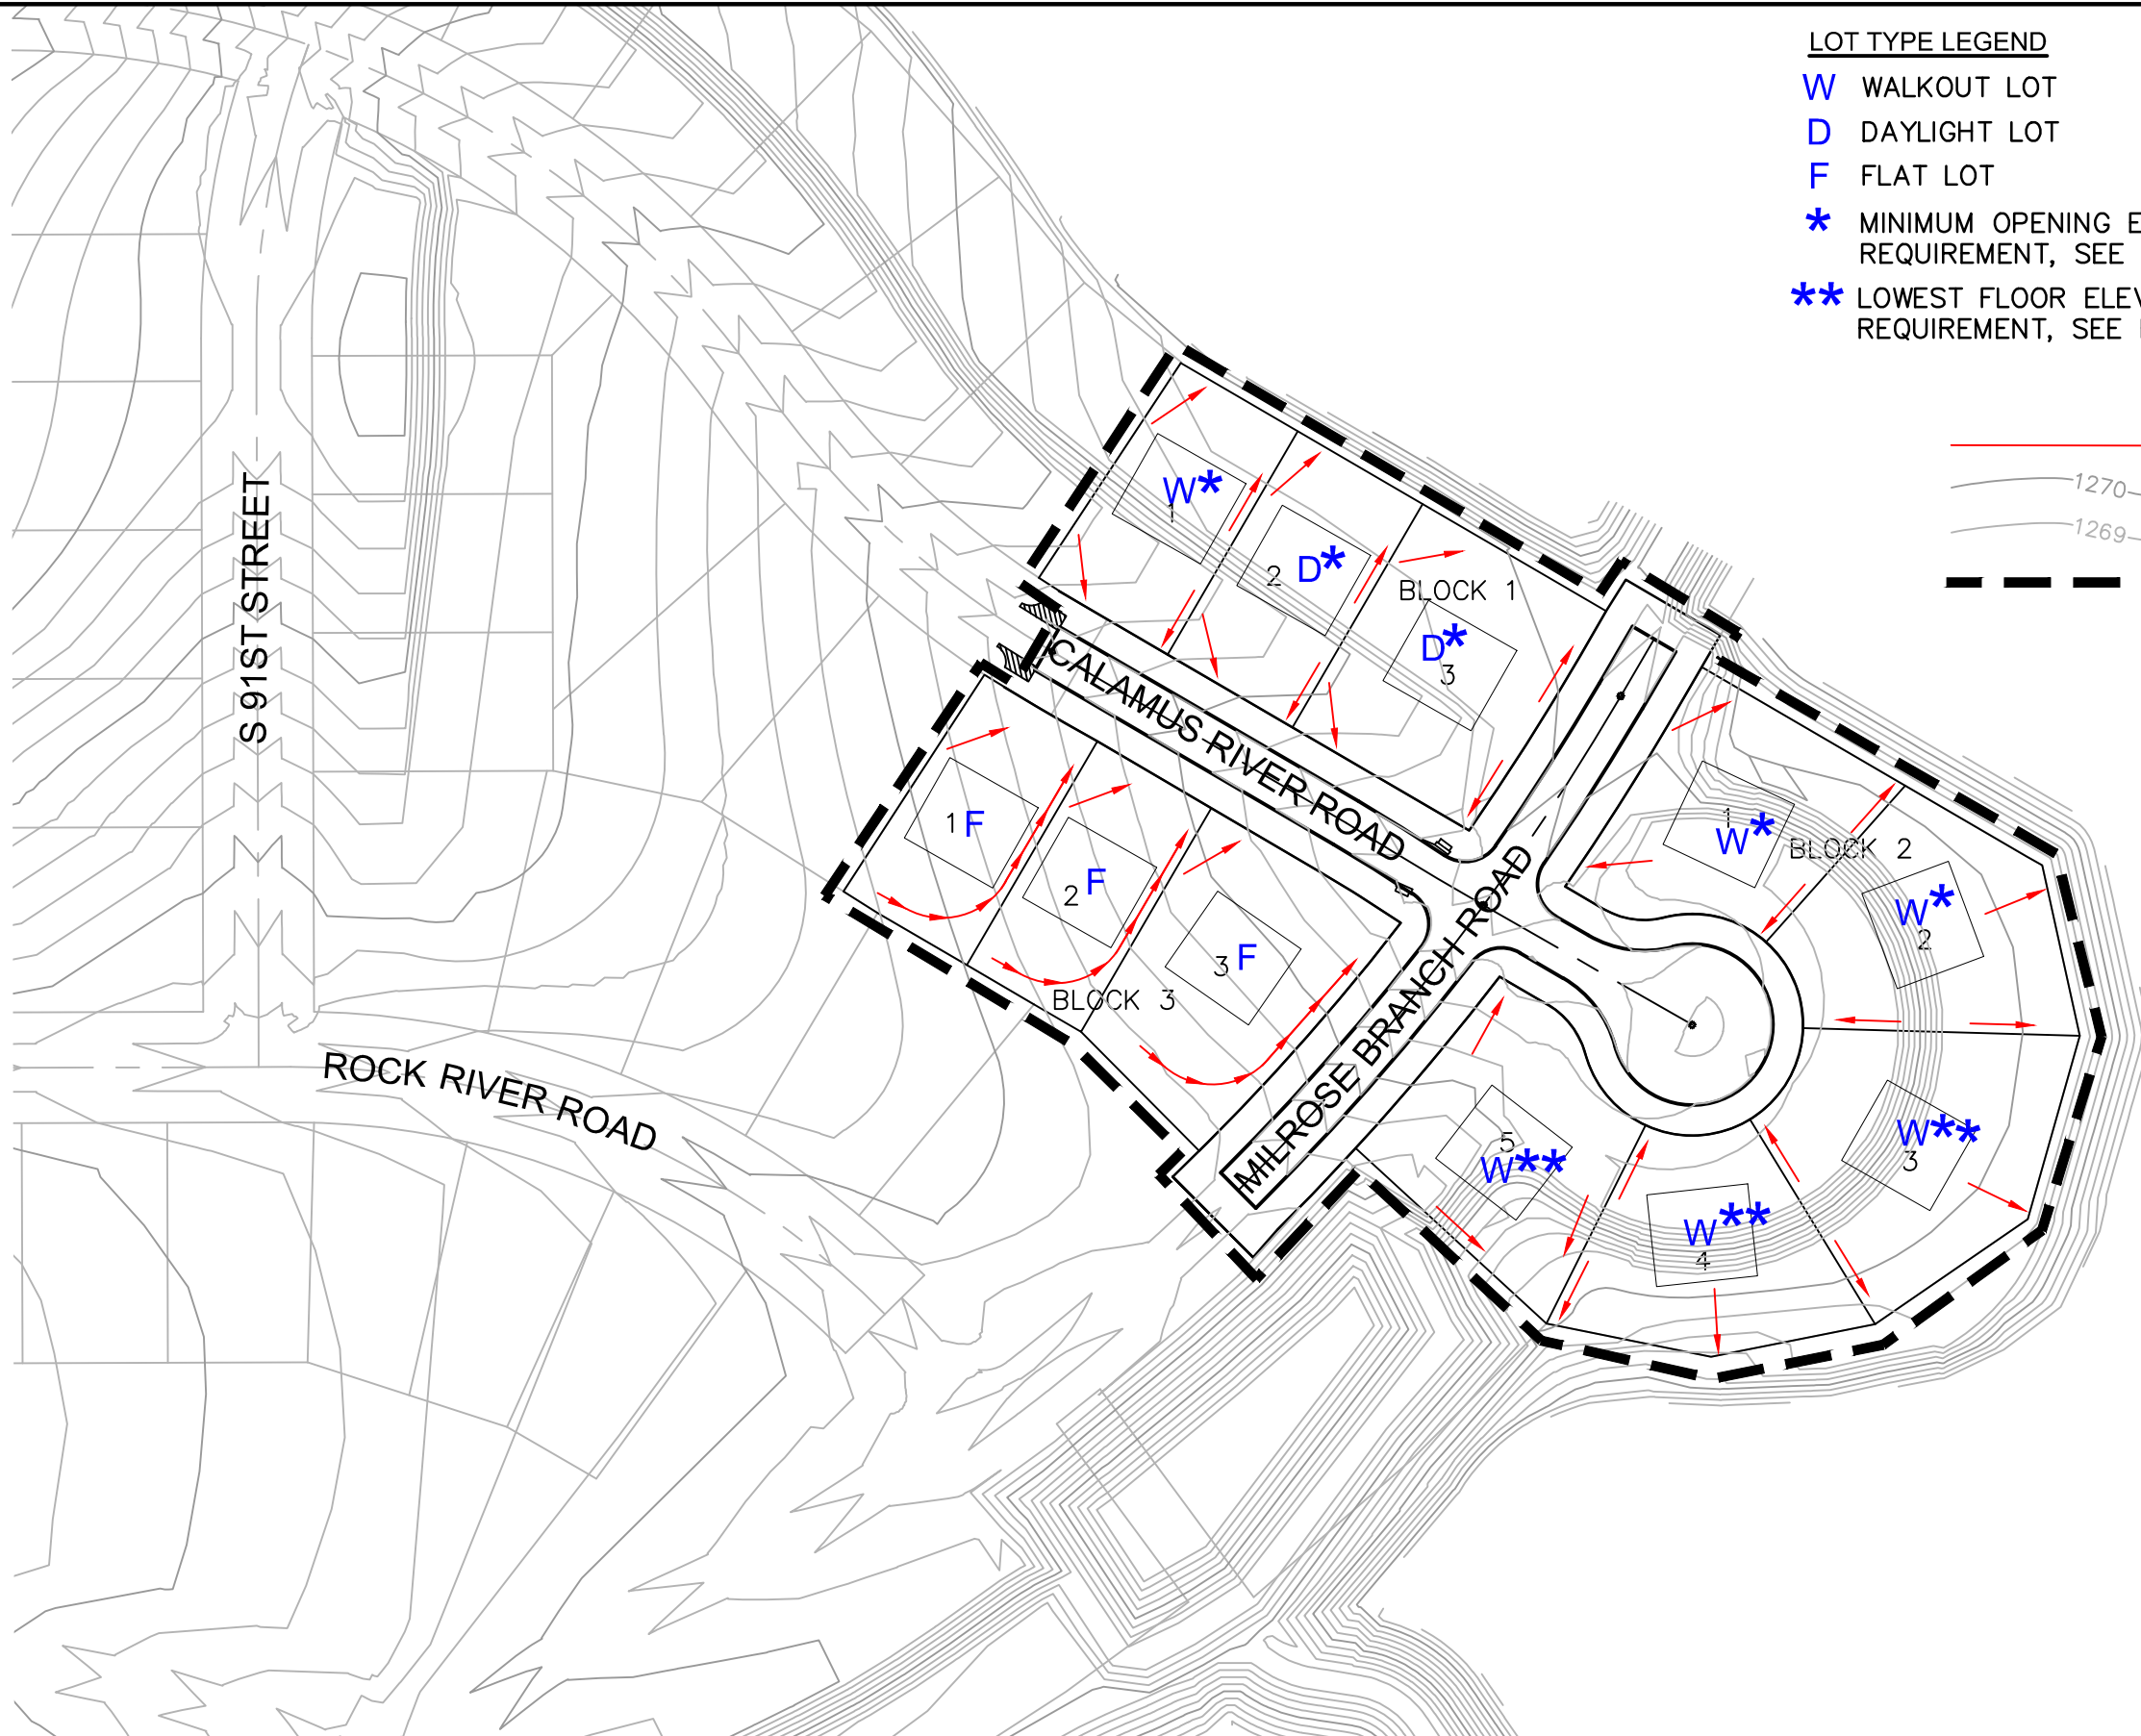 LOT TYPE LEGEND
W WALKOUT LOT
D DAYLIGHT LOT
F FLAT LOT
* MINIMUM OPENING E
REQUIREMENT, SEE
** LOWEST FLOOR ELEV
REQUIREMENT, SEE
1270
1269
S 91ST STREET
ROCK RIVER ROAD
CALAMUS RIVER ROAD
MILROSE BRANCH ROAD
BLOCK 1
W*
1
2 D*
D*
3
BLOCK 2
1
W*
W*
2
W**
3
W**
4
5
W**
BLOCK 3
1 F
2 F
3 F